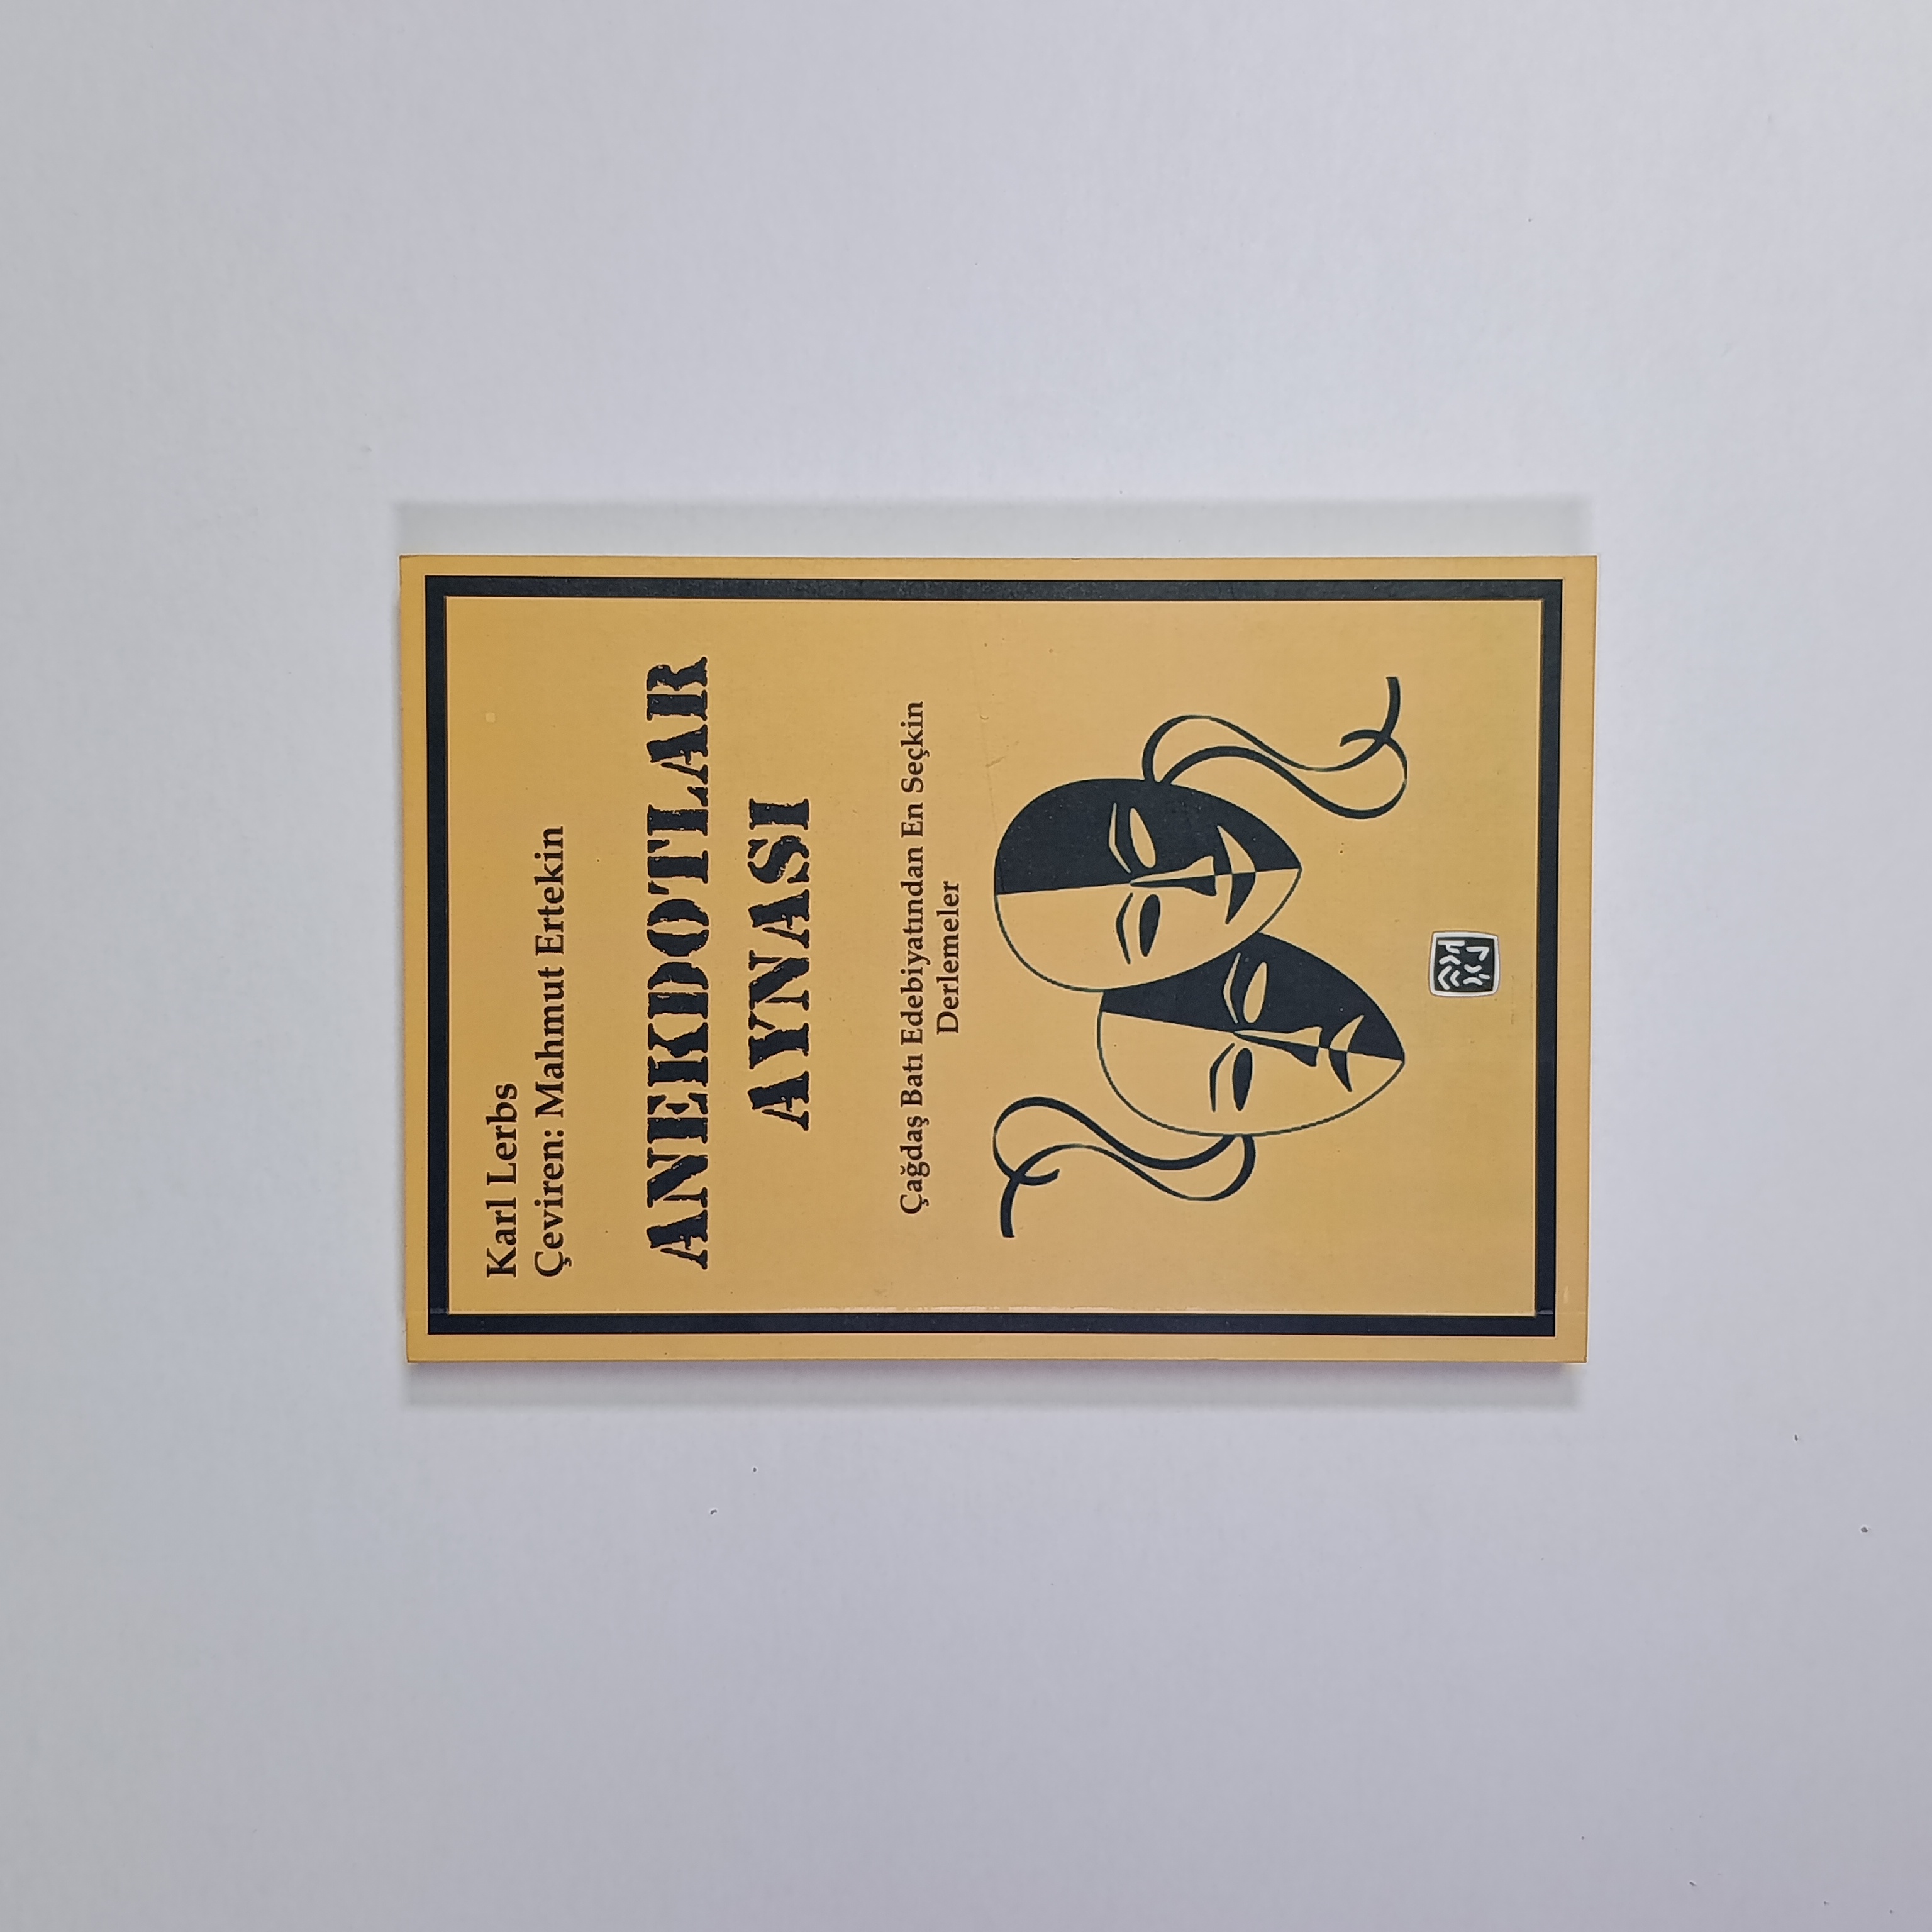 Karl Lerbs
Çeviren: Mahmut Ertekin
ANEKDOTLAR
AYNASI
Çağdaş Batı Edebiyatından En Seçkin
Derlemeler